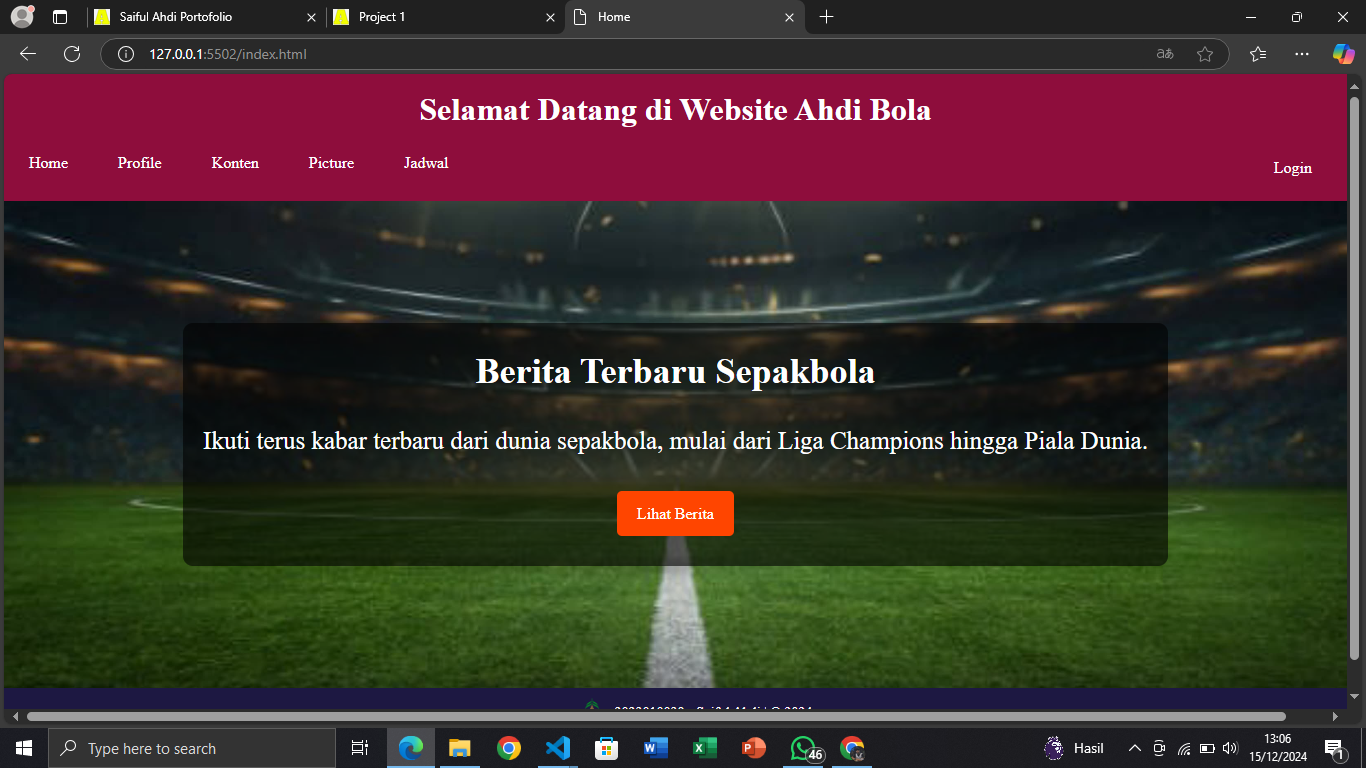 Saiful Ahdi Portofolio
Project 1
Home
127.0.0.1:5502/index.html
aあ
Selamat Datang di Website Ahdi Bola
Home Profile Konten Picture Jadwal
Login
Berita Terbaru Sepakbola
Ikuti terus kabar terbaru dari dunia sepakbola, mulai dari Liga Champions hingga Piala Dunia.
Lihat Berita
Type here to search
46
Hasil
13:06
15/12/2024
1